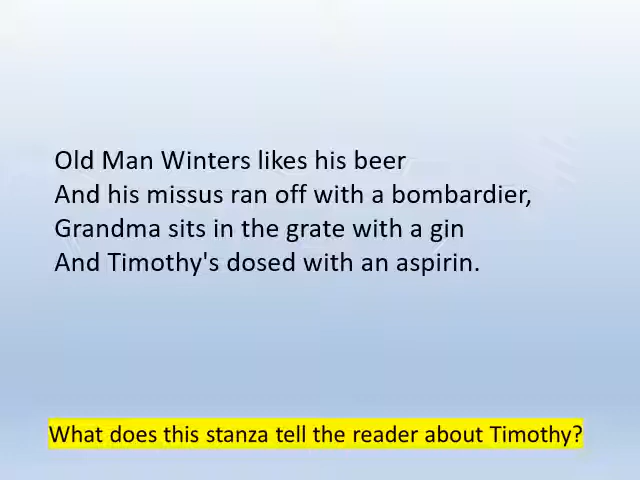 Old Man Winters likes his beer
And his missus ran off with a bombardier,
Grandma sits in the grate with a gin
And Timothy's dosed with an aspirin.
What does this stanza tell the reader about Timothy?